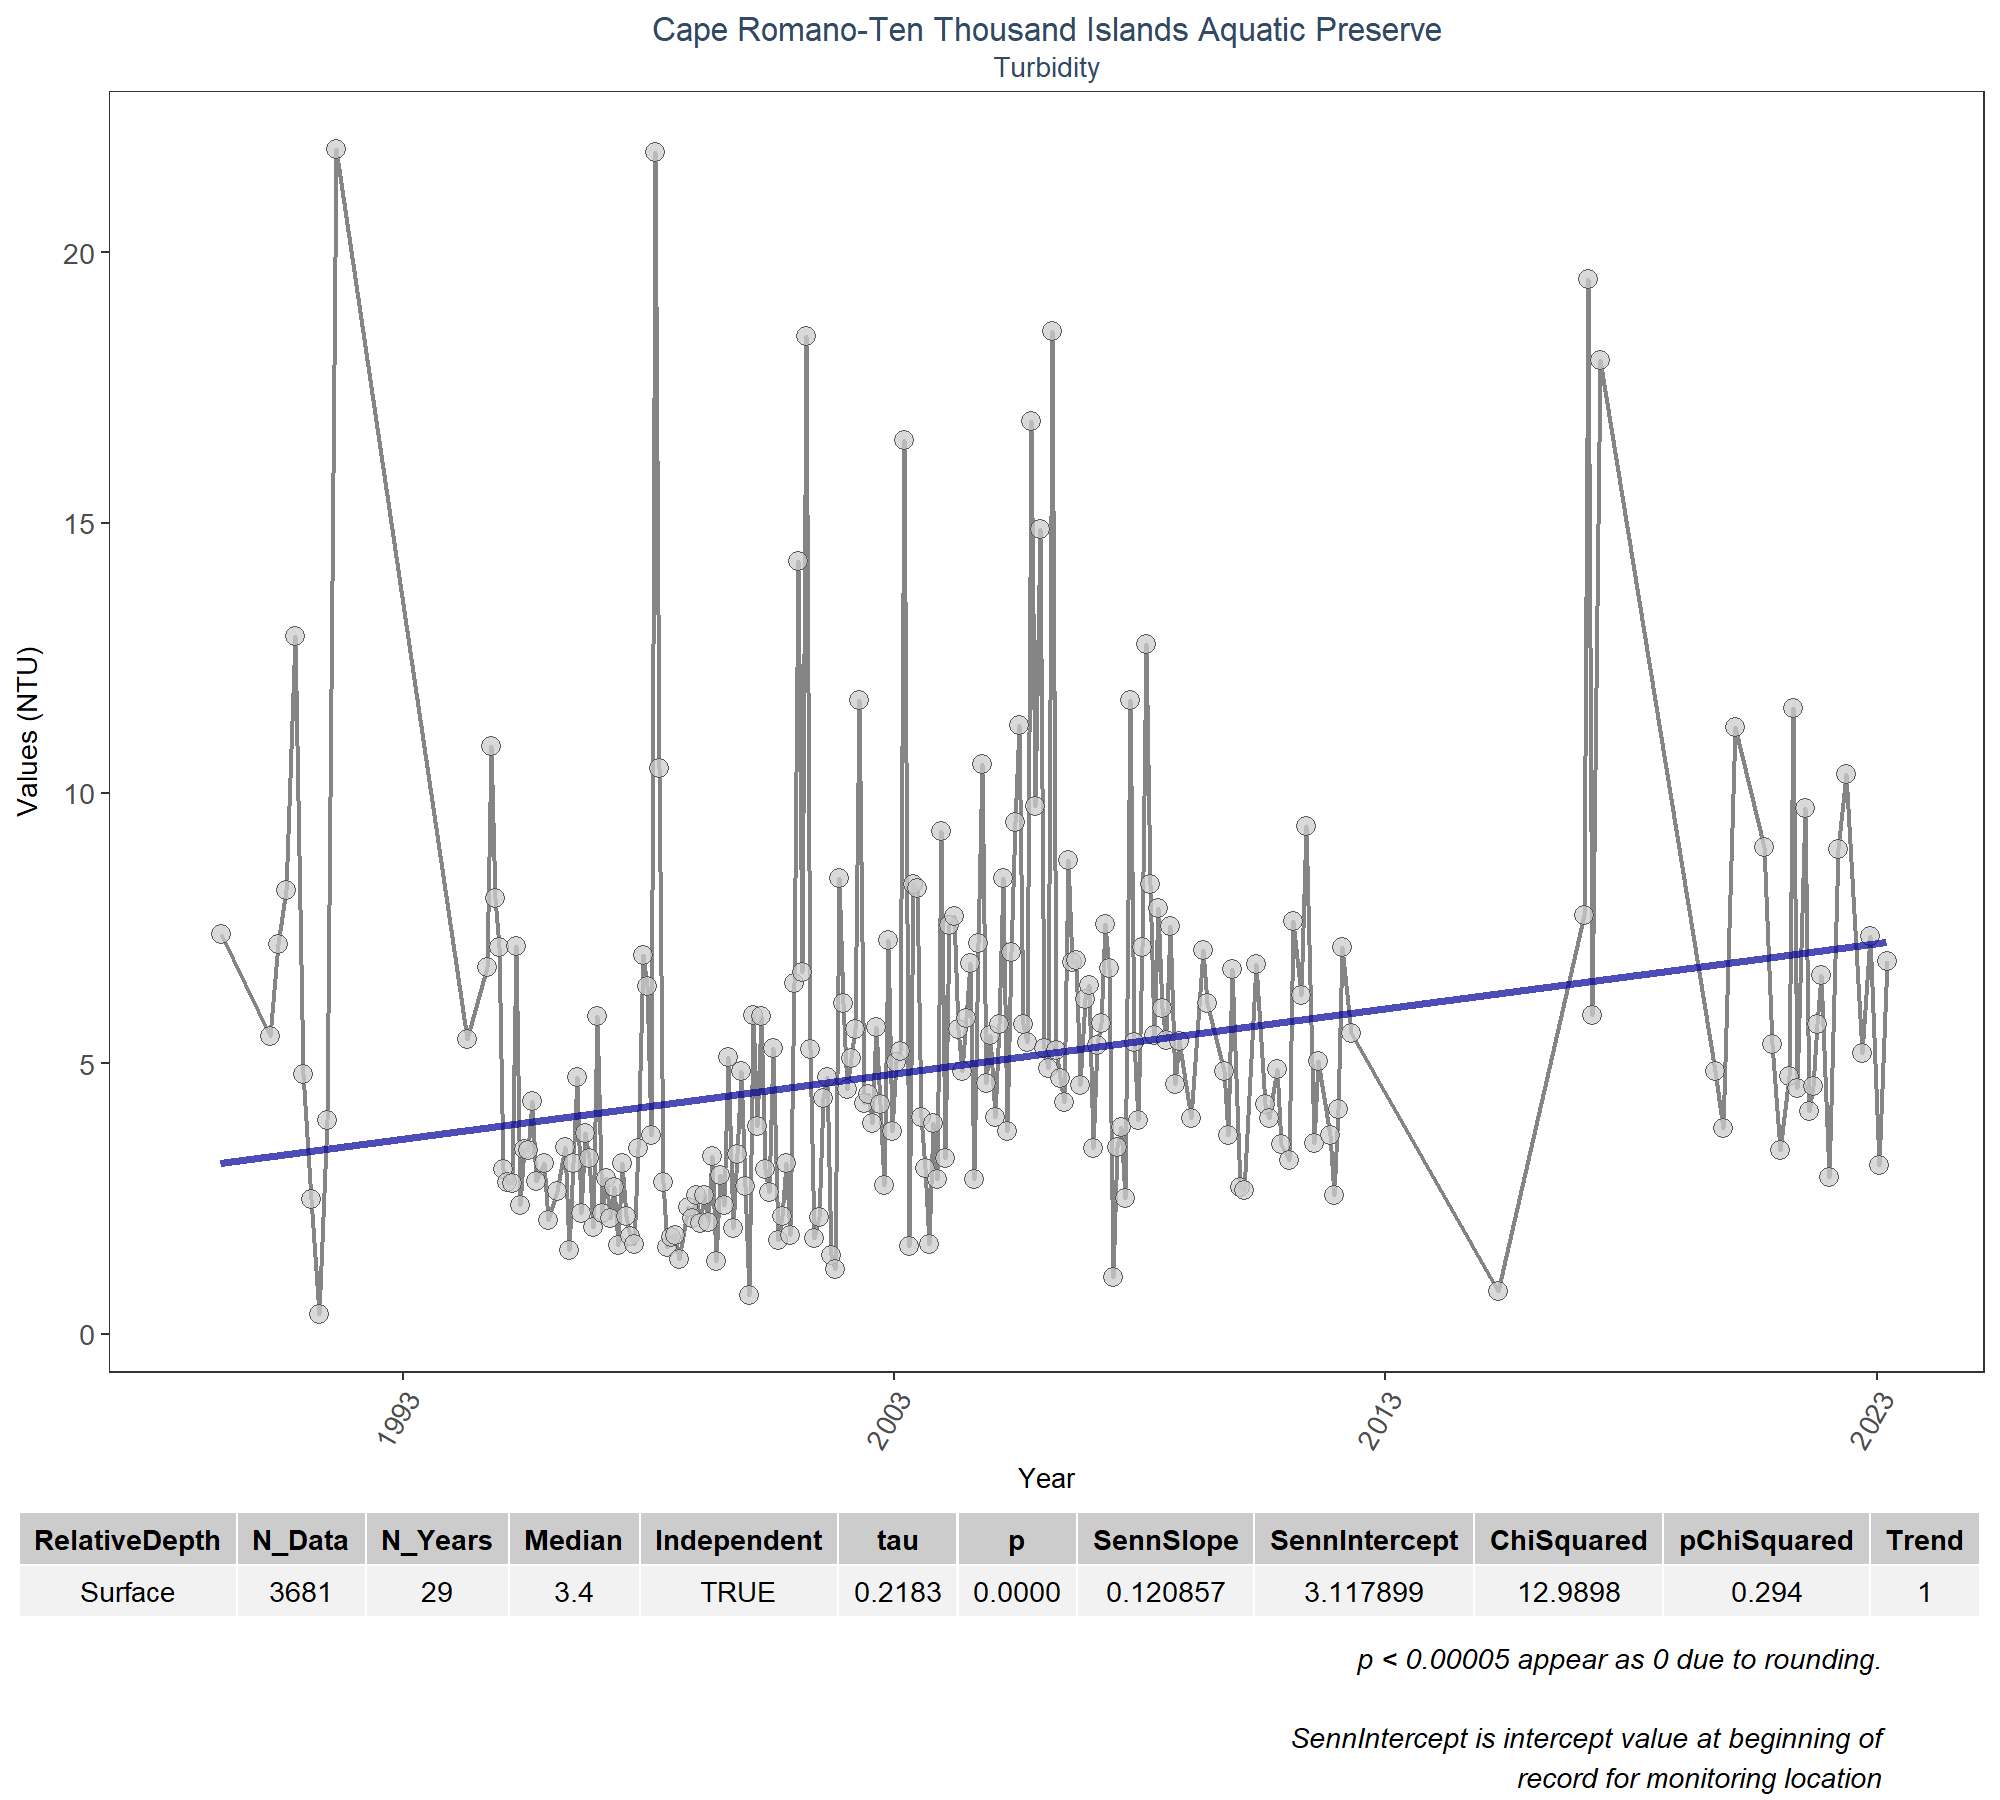 Cape Romano-Ten Thousand Islands Aquatic Preserve
Turbidity
Values (NTU)
20
15
10
5
0
1993 2003 2013 2023
Year
RelativeDepth N_Data N_Years Median Independent tau p SennSlope SennIntercept ChiSquared pChiSquared Trend
Surface 3681 29 3.4 TRUE 0.2183 0.0000 0.120857 3.117899 12.9898 0.294 1
p < 0.00005 appear as 0 due to rounding.
SennIntercept is intercept value at beginning of
record for monitoring location